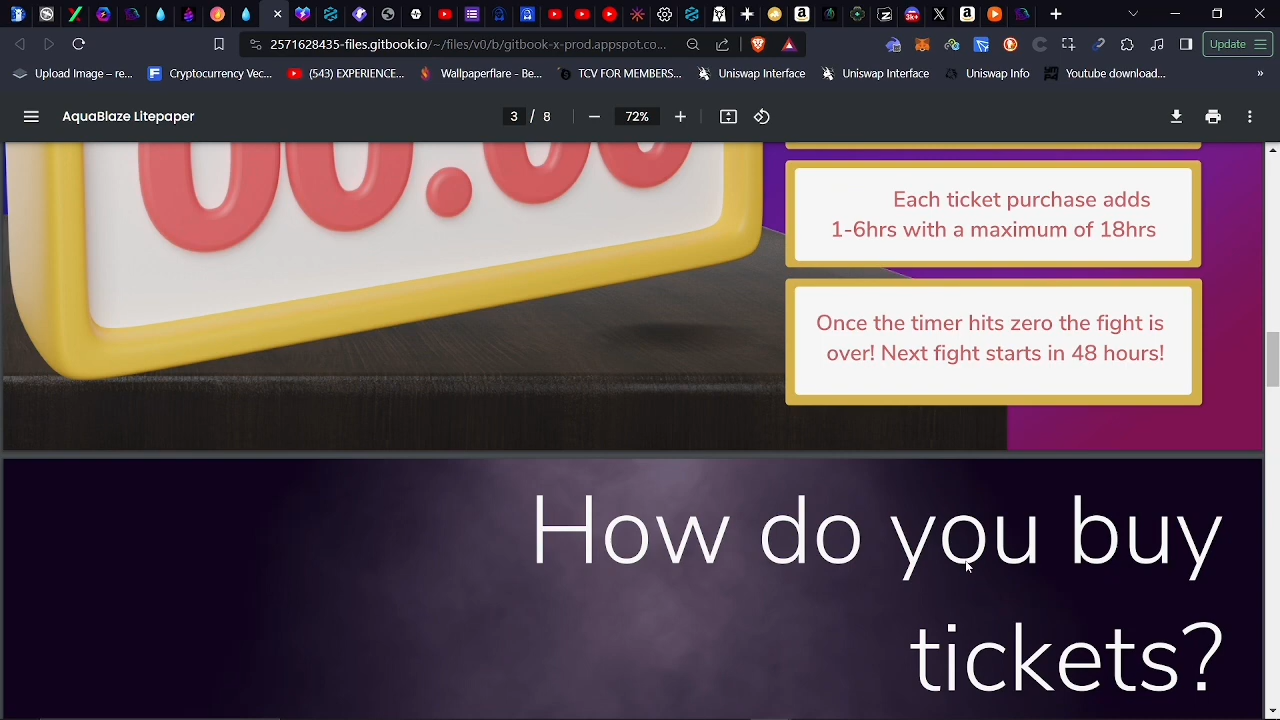 3k+
2571628435-files.gitbook.io/~/files/v0/b/gitbook-x-prod.appspot.co...
Update
Upload Image – re...
Cryptocurrency Vec...
(543) EXPERIENCE...
Wallpaperflare - Be...
TCV FOR MEMBERS...
Uniswap Interface
Uniswap Interface
Uniswap Info
Youtube download...
»
AquaBlaze Litepaper
3 / 8
72%
00:00
Each ticket purchase adds
1-6hrs with a maximum of 18hrs
Once the timer hits zero the fight is
over! Next fight starts in 48 hours!
How do you buy
tickets?